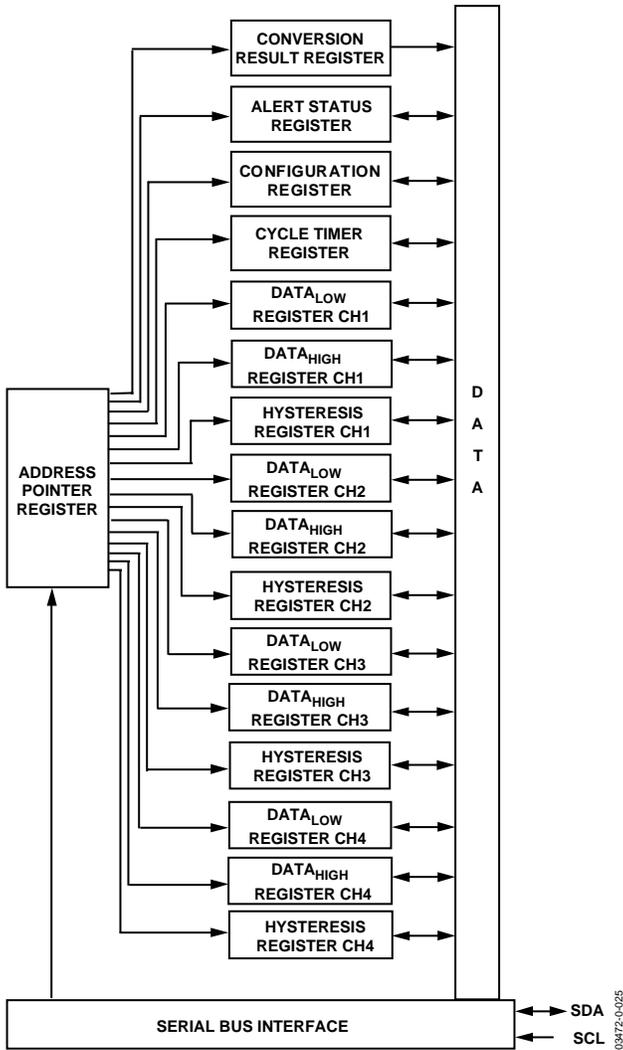 CONVERSION
RESULT REGISTER
ALERT STATUS
REGISTER
CONFIGURATION
REGISTER
CYCLE TIMER
REGISTER
DATALOW
REGISTER CH1
DATAHIGH
REGISTER CH1
HYSTERESIS
REGISTER CH1
DATALOW
REGISTER CH2
DATAHIGH
REGISTER CH2
HYSTERESIS
REGISTER CH2
DATALOW
REGISTER CH3
DATAHIGH
REGISTER CH3
HYSTERESIS
REGISTER CH3
DATALOW
REGISTER CH4
DATAHIGH
REGISTER CH4
HYSTERESIS
REGISTER CH4
ADDRESS
POINTER
REGISTER
D
A
T
A
SERIAL BUS INTERFACE
SDA
SCL
03472-0-025